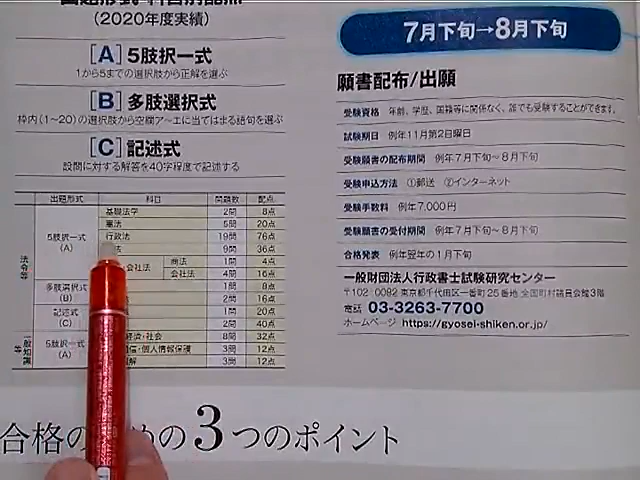 (2020年度実績)
[A] 5肢択一式
1から5までの選択肢から正解を選ぶ
[B] 多肢選択式
枠内(1~20)の選択肢から空欄ア~エに当てはまる語句を選ぶ
[C] 記述式
設問に対する解答を40字程度で記述する
出題形式 科目 問題数 配点
法令等
5肢択一式(A)
基礎法学 2問 8点
憲法 5問 20点
行政法 19問 76点
法 9問 36点
会社法 商法 1問 4点
会社法 4問 16点
多肢選択式(B)
1問 8点
2問 16点
記述式(C)
1問 20点
2問 40点
一般知識等
5肢択一式(A)
経済・社会 8問 32点
信・個人情報保護 3問 12点
解 3問 12点
7月下旬→8月下旬
願書配布/出願
受験資格 年齢、学歴、国籍等に関係なく、誰でも受験することができます。
試験期日 例年11月第2日曜日
受験願書の配布期間 例年7月下旬~8月下旬
受験申込方法 ①郵送 ②インターネット
受験手数料 例年7,000円
受験願書の受付期間 例年7月下旬~8月下旬
合格発表 例年翌年の1月下旬
一般財団法人行政書士試験研究センター
〒102-0082 東京都千代田区一番町25番地 全国町村議員会館3階
電話 03-3263-7700
ホームページ https://gyosei-shiken.or.jp/
合格の めの3つのポイント